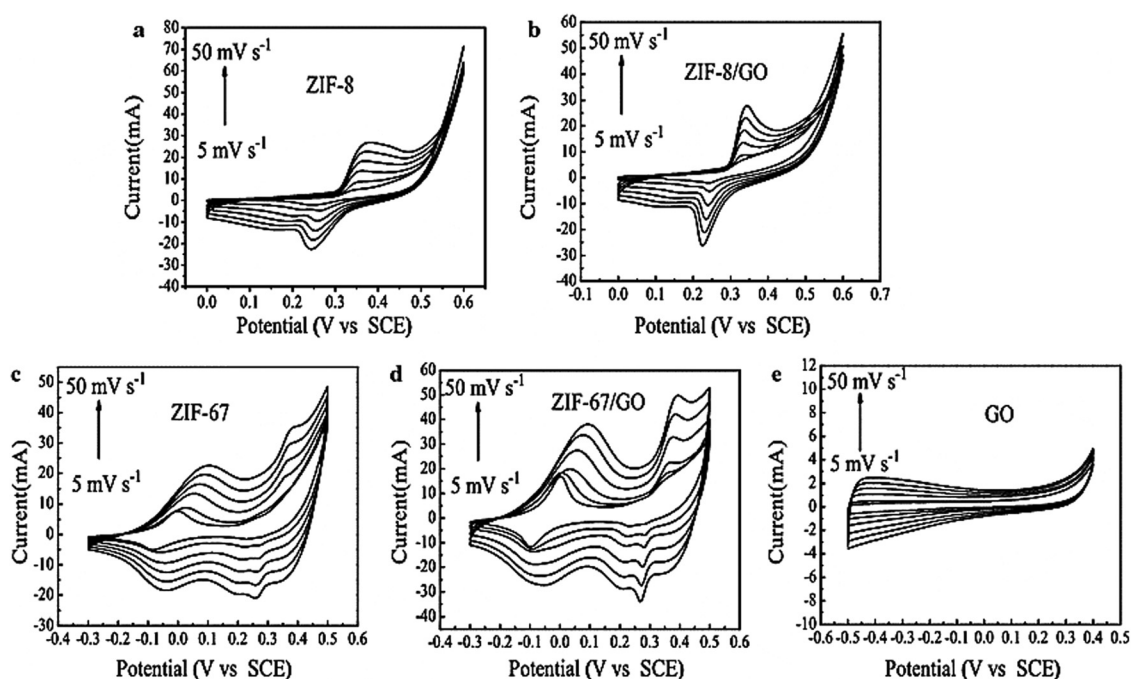 a
50 mV s⁻¹
ZIF-8
5 mV s⁻¹
Current(mA)
80
70
60
50
40
30
20
10
0
-10
-20
-30
-40
0.0 0.1 0.2 0.3 0.4 0.5 0.6
Potential (V vs SCE)
b
50 mV s⁻¹
ZIF-8/GO
5 mV s⁻¹
Current(mA)
60
50
40
30
20
10
0
-10
-20
-30
-40
-0.1 0.0 0.1 0.2 0.3 0.4 0.5 0.6 0.7
Potential (V vs SCE)
c
50 mV s⁻¹
ZIF-67
5 mV s⁻¹
Current(mA)
50
40
30
20
10
0
-10
-20
-30
-0.4 -0.3 -0.2 -0.1 0.0 0.1 0.2 0.3 0.4 0.5 0.6
Potential (V vs SCE)
d
50 mV s⁻¹
ZIF-67/GO
5 mV s⁻¹
Current(mA)
60
50
40
30
20
10
0
-10
-20
-30
-40
-0.4 -0.3 -0.2 -0.1 0.0 0.1 0.2 0.3 0.4 0.5 0.6
Potential (V vs SCE)
e
50 mV s⁻¹
GO
5 mV s⁻¹
Current(mA)
12
10
8
6
4
2
0
-2
-4
-6
-8
-10
-0.6 -0.5 -0.4 -0.3 -0.2 -0.1 0.0 0.1 0.2 0.3 0.4 0.5
Potential (V vs SCE)